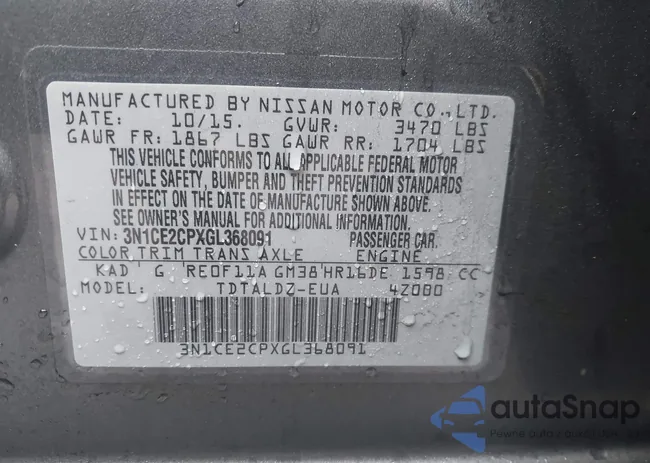 MANUFACTURED BY NISSAN MOTOR CO., LTD.
DATE: 10/15. GVWR: 3470 LBS
GAWR FR: 1867 LBS GAWR RR: 1704 LBS
THIS VEHICLE CONFORMS TO ALL APPLICABLE FEDERAL MOTOR
VEHICLE SAFETY, BUMPER AND THEFT PREVENTION STANDARDS
IN EFFECT ON THE DATE OF MANUFACTURE SHOWN ABOVE.
SEE OWNER'S MANUAL FOR ADDITIONAL INFORMATION.
VIN: 3N1CE2CPXGL368091 PASSENGER CAR.
COLOR TRIM TRANS AXLE ENGINE
KAD G RE0F11A GM38 HR16DE 1598 CC
MODEL: TDTALDZ-EUA 4Z000
3N1CE2CPXGL368091
autaSnap
Pewne auto z